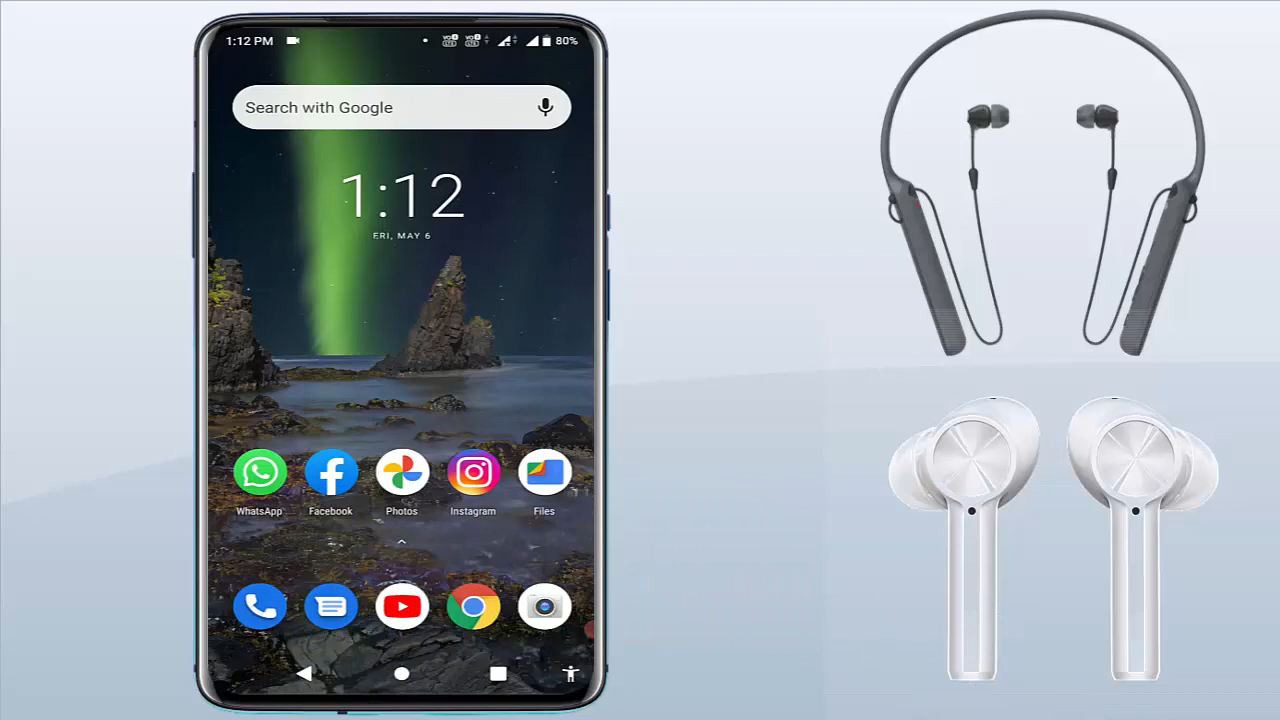 1:12 PM 80%
Search with Google
1:12
FRI, MAY 6
WhatsApp Facebook Photos Instagram Files